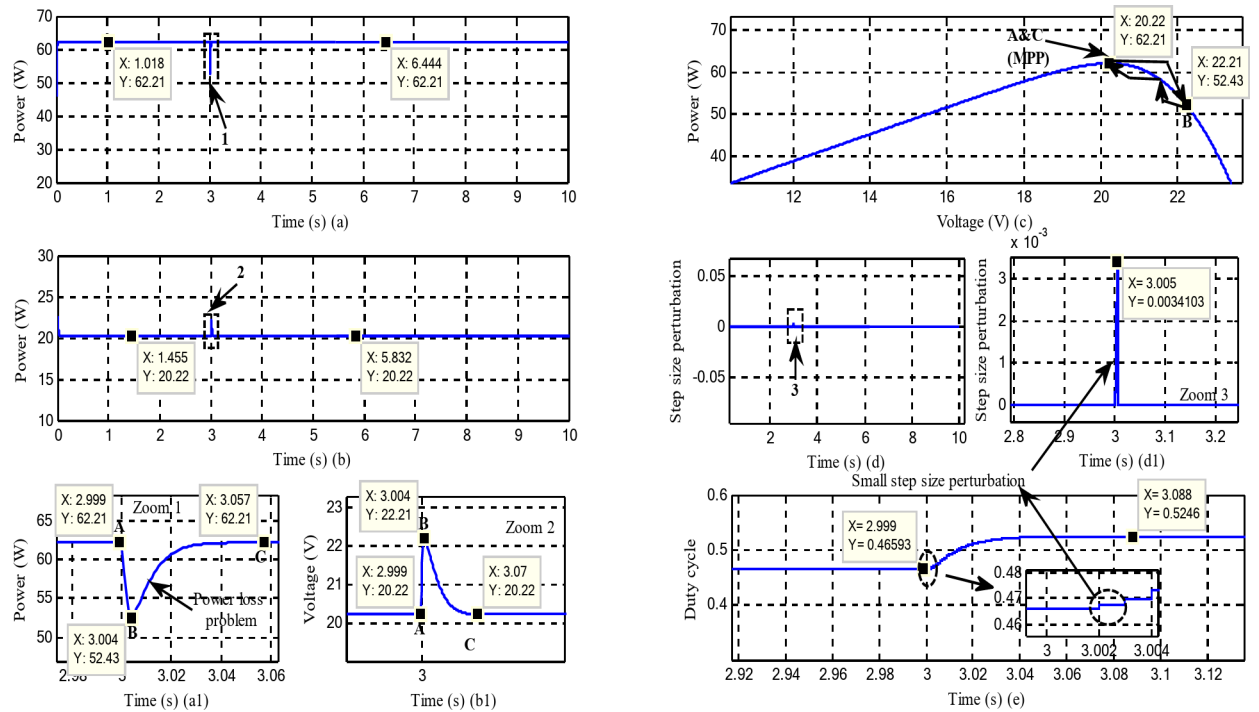 70
60
50
40
30
20
Power (W)
X: 1.018
Y: 62.21
X: 6.444
Y: 62.21
1
0
1
2
3
4
5
6
7
8
9
10
Time (s) (a)
70
60
50
40
Power (W)
A&C
(MPP)
X: 20.22
Y: 62.21
X: 22.21
Y: 52.43
B
12
14
16
18
20
22
Voltage (V) (c)
30
25
20
15
10
Power (W)
2
X: 1.455
Y: 20.22
X: 5.832
Y: 20.22
0
1
2
3
4
5
6
7
8
9
10
Time (s) (b)
0.05
0
-0.05
Step size perturbation
3
2
4
6
8
10
Time (s) (d)
x 10
-3
3
2
1
0
Step size perturbation
X= 3.005
Y= 0.0034103
Zoom 3
2.8
2.9
3
3.1
3.2
Time (s) (d1)
Small step size perturbation
65
60
55
50
Power (W)
X: 2.999
Y: 62.21
Zoom 1
X: 3.057
Y: 62.21
A
C
Power loss
problem
B
X: 3.004
Y: 52.43
2.98
3
3.02
3.04
3.06
Time (s) (a1)
23
22
21
20
Voltage (V)
X: 3.004
Y: 22.21
B
Zoom 2
X: 2.999
Y: 20.22
X: 3.07
Y: 20.22
A
C
3
Time (s) (b1)
0.6
0.5
0.4
Duty cycle
X= 2.999
Y= 0.46593
X= 3.088
Y= 0.5246
0.48
0.47
0.46
3
3.002
3.004
2.92
2.94
2.96
2.98
3
3.02
3.04
3.06
3.08
3.1
3.12
Time (s) (e)